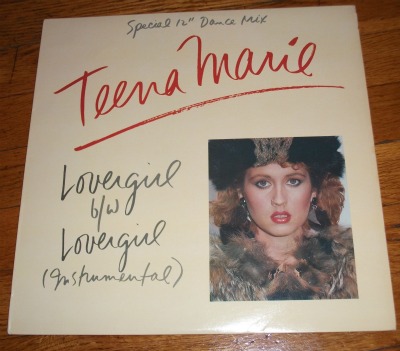 Special 12" Dance Mix
Teena Marie
Lovergirl
b/w
Lovergirl
(Instrumental)